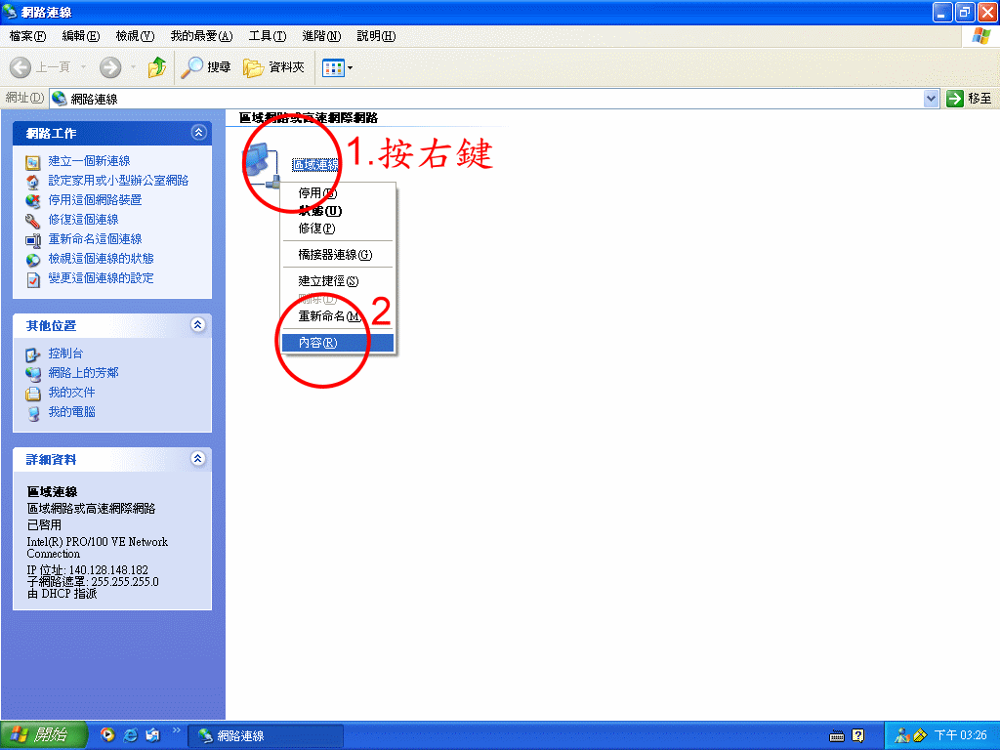 網路連線
檔案(F) 編輯(E) 檢視(V) 我的最愛(A) 工具(T) 進階(N) 說明(H)
上一頁 搜尋 資料夾
網址(D) 網路連線 移至
網路工作
建立一個新連線
設定家用或小型辦公室網路
停用這個網路裝置
修復這個連線
重新命名這個連線
檢視這個連線的狀態
變更這個連線的設定
其他位置
控制台
網路上的芳鄰
我的文件
我的電腦
詳細資料
區域連線
區域網路或高速網際網路
已啓用
Intel(R) PRO/100 VE Network
Connection
IP 位址: 140.128.148.182
子網路遮罩: 255.255.255.0
由 DHCP 指派
區域網路或高速網際網路
區域連線
1.按右鍵
停用(B)
狀態(U)
修復(P)
橋接器連線(G)
建立捷徑(S)
刪除(D)
重新命名(M)
2
內容(R)
開始 網路連線 下午 03:26